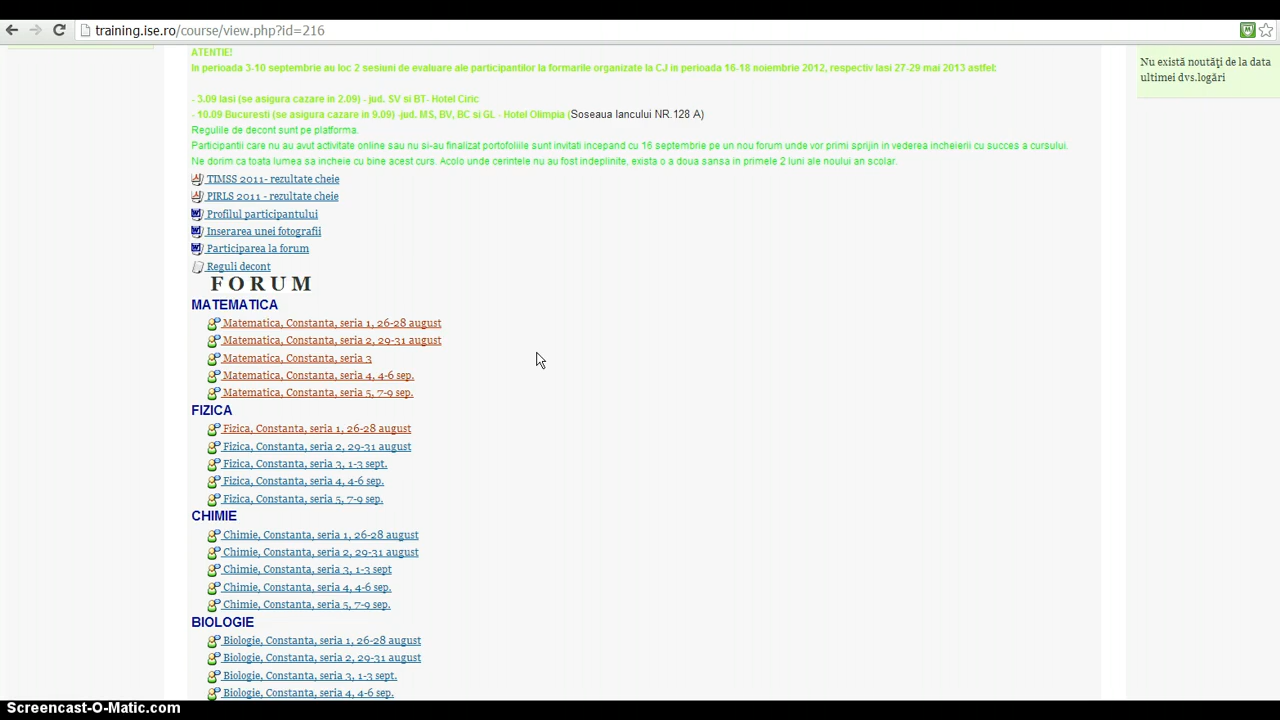 training.ise.ro/course/view.php?id=216
ATENTIE!
In perioada 3-10 septembrie au loc 2 sesiuni de evaluare ale participantilor la formarile organizate la CJ in perioada 16-18 noiembrie 2012, respectiv Iasi 27-29 mai 2013 astfel:
- 3.09 Iasi (se asigura cazare in 2.09) - jud. SV si BT- Hotel Ciric
- 10.09 Bucuresti (se asigura cazare in 9.09) -jud. MS, BV, BC si GL - Hotel Olimpia (Soseaua Iancului NR.128 A)
Regulile de decont sunt pe platforma.
Participantii care nu au avut activitate online sau nu si-au finalizat portofoliile sunt invitati incepand cu 16 septembrie pe un nou forum unde vor primi sprijin in vederea incheierii cu succes a cursului.
Ne dorim ca toata lumea sa incheie cu bine acest curs. Acolo unde cerintele nu au fost indeplinite, exista o a doua sansa in primele 2 luni ale noului an scolar.
TIMSS 2011- rezultate cheie
PIRLS 2011 - rezultate cheie
Profilul participantului
Inserarea unei fotografii
Participarea la forum
Reguli decont
FORUM
MATEMATICA
Matematica, Constanta, seria 1, 26-28 august
Matematica, Constanta, seria 2, 29-31 august
Matematica, Constanta, seria 3
Matematica, Constanta, seria 4, 4-6 sep.
Matematica, Constanta, seria 5, 7-9 sep.
FIZICA
Fizica, Constanta, seria 1, 26-28 august
Fizica, Constanta, seria 2, 29-31 august
Fizica, Constanta, seria 3, 1-3 sept.
Fizica, Constanta, seria 4, 4-6 sep.
Fizica, Constanta, seria 5, 7-9 sep.
CHIMIE
Chimie, Constanta, seria 1, 26-28 august
Chimie, Constanta, seria 2, 29-31 august
Chimie, Constanta, seria 3, 1-3 sept
Chimie, Constanta, seria 4, 4-6 sep.
Chimie, Constanta, seria 5, 7-9 sep.
BIOLOGIE
Biologie, Constanta, seria 1, 26-28 august
Biologie, Constanta, seria 2, 29-31 august
Biologie, Constanta, seria 3, 1-3 sept.
Biologie, Constanta, seria 4, 4-6 sep.
Nu există noutăţi de la data
ultimei dvs.logări
Screencast-O-Matic.com